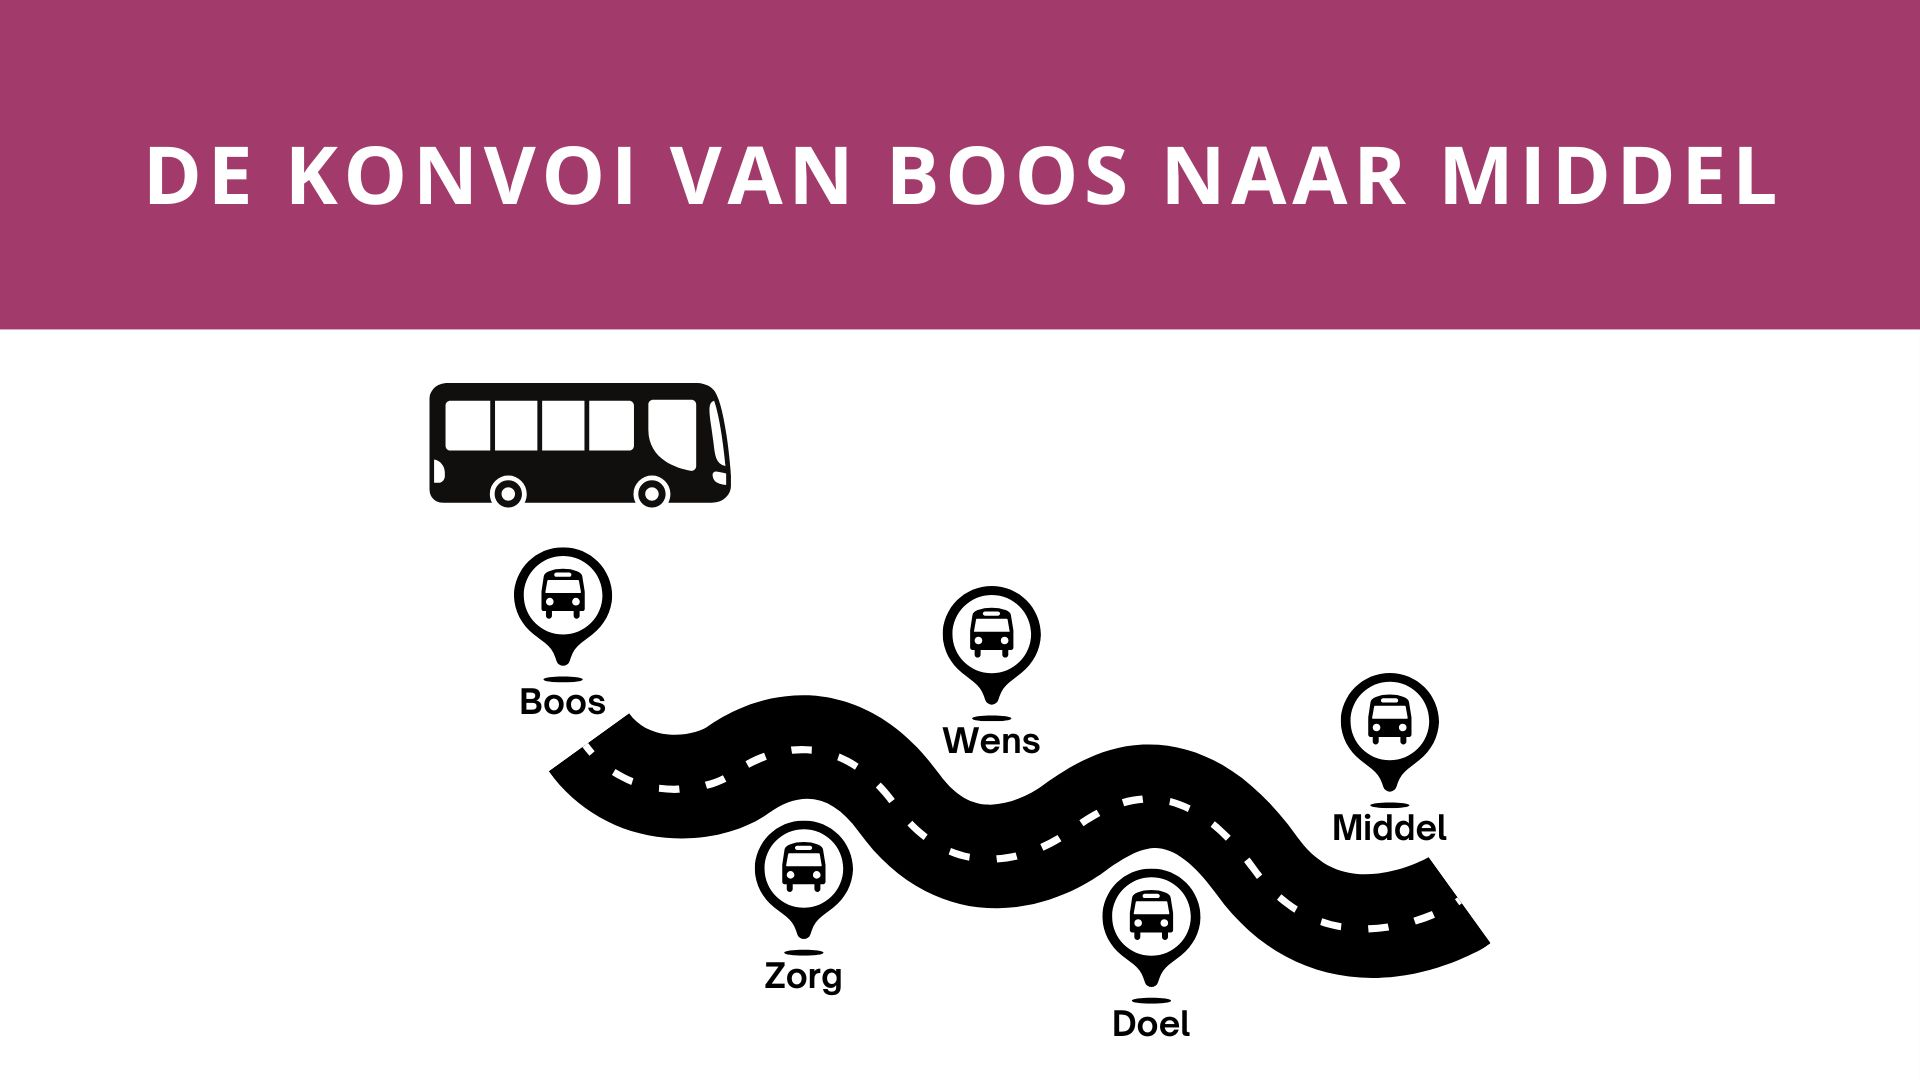 DE KONVOI VAN BOOS NAAR MIDDEL
Boos
Wens
Middel
Zorg
Doel